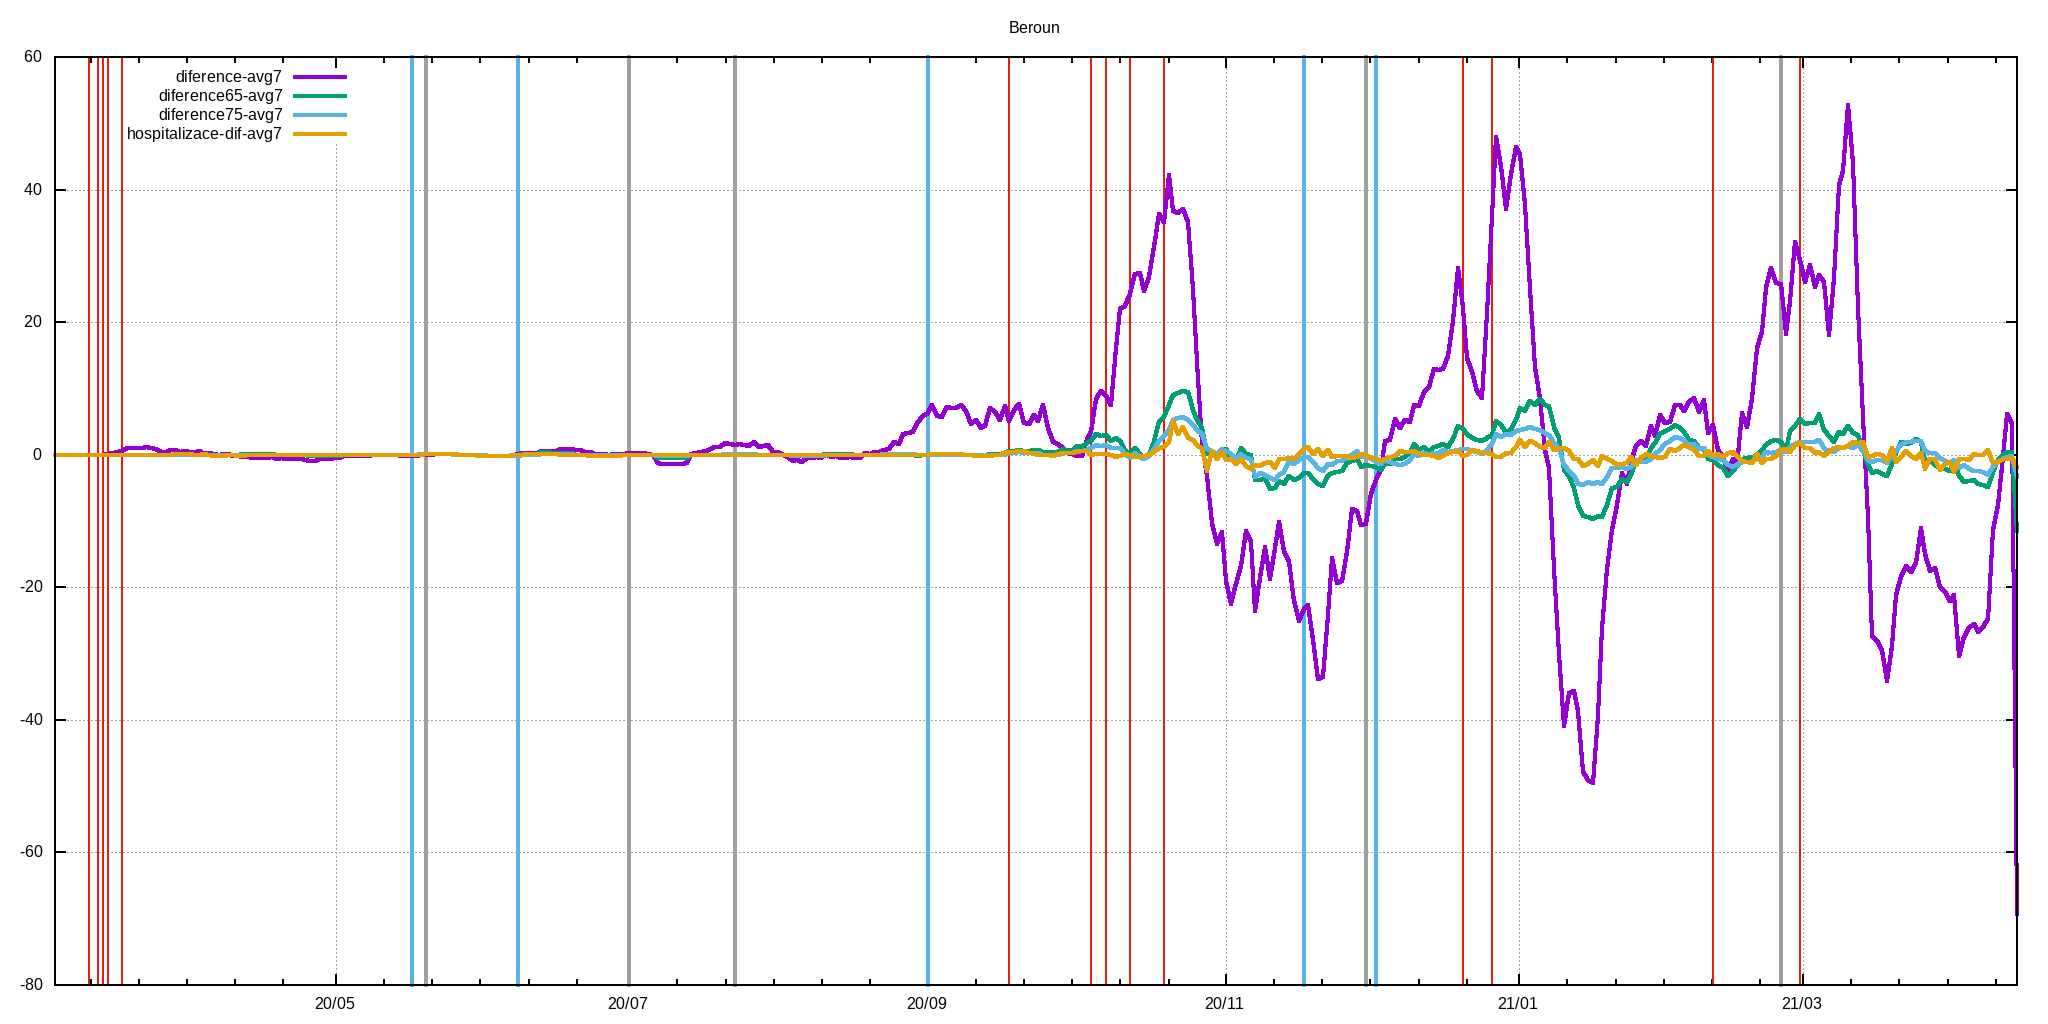 Beroun
diference-avg7
diference65-avg7
diference75-avg7
hospitalizace-dif-avg7
60
40
20
0
-20
-40
-60
-80
20/05 20/07 20/09 20/11 21/01 21/03